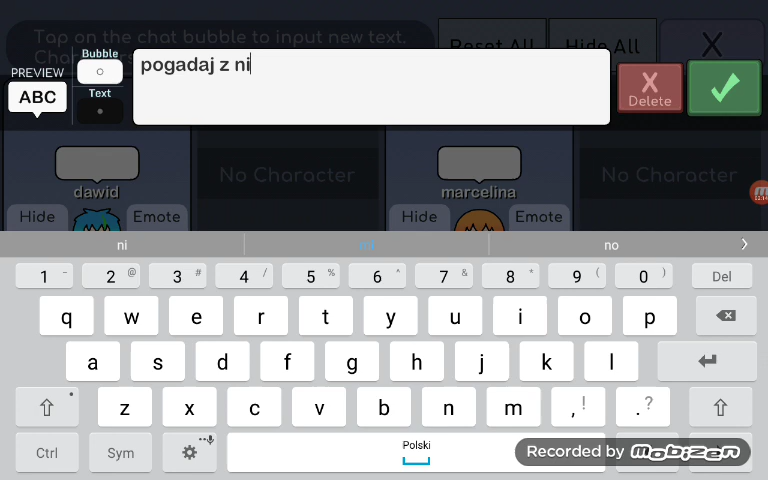 Tap on the chat bubble to input new text.
Reset All
Hide All
X
PREVIEW
ABC
Bubble
Text
pogadaj z ni
X
Delete
dawid
No Character
marcelina
No Character
Hide
Emote
Hide
Emote
ni
no
1 - 2 @ 3 # 4 / 5 % 6 ^ 7 & 8 * 9 ( 0 ) Del
q w e r t y u i o p
a s d f g h j k l
z x c v b n m , ! . ?
Ctrl
Sym
Polski
Recorded by mobizen